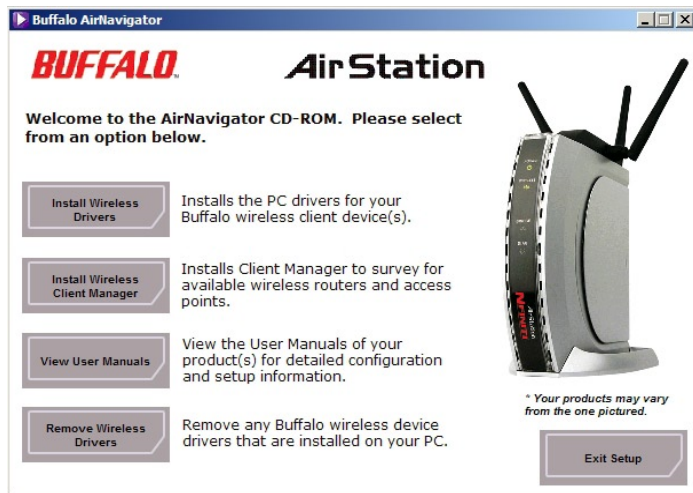 Buffalo AirNavigator
BUFFALO
AirStation
Welcome to the AirNavigator CD-ROM. Please select
from an option below.
Install Wireless
Drivers
Installs the PC drivers for your
Buffalo wireless client device(s).
Install Wireless
Client Manager
Installs Client Manager to survey for
available wireless routers and access
points.
View User Manuals
View the User Manuals of your
product(s) for detailed configuration
and setup information.
Remove Wireless
Drivers
Remove any Buffalo wireless device
drivers that are installed on your PC.
AirStation
NFINITI
* Your products may vary
from the one pictured.
Exit Setup